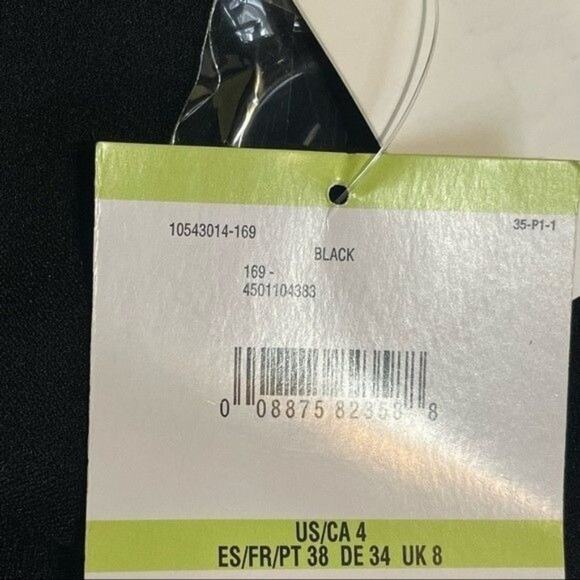 10543014-169
35-P1-1
BLACK
169 -
4501104383
0 08875 8
US/CA 4
ES/FR/PT 38 DE 34 UK 8